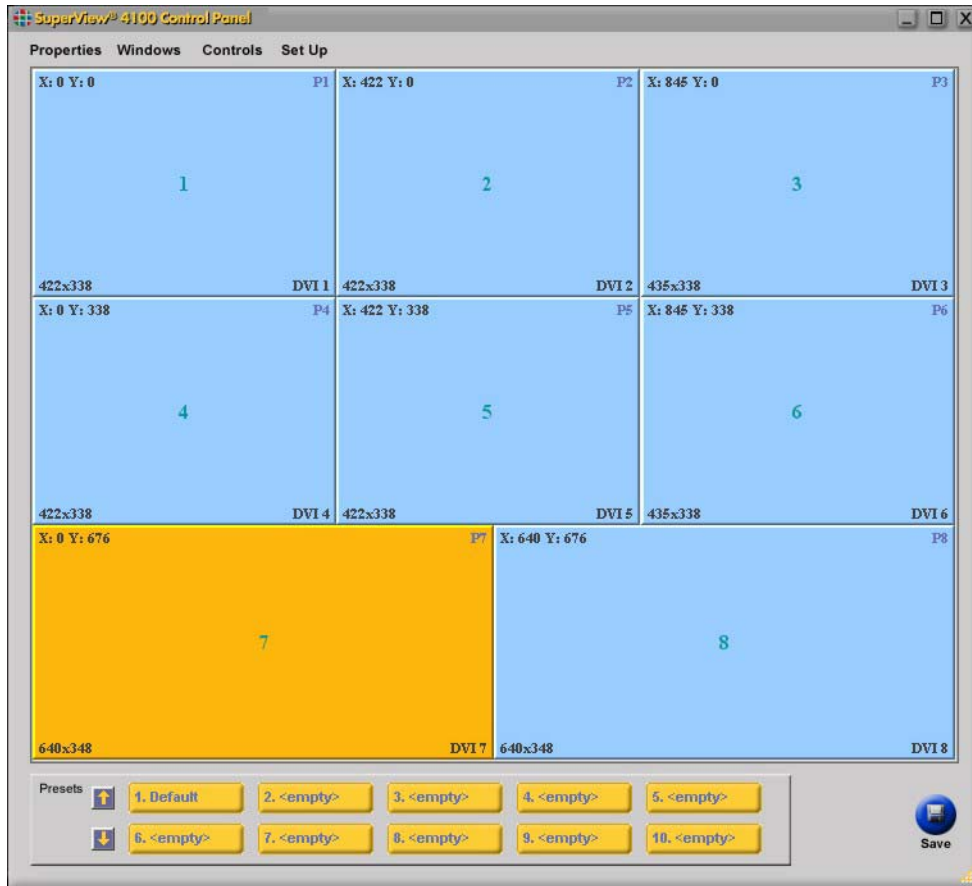 SuperView® 4100 Control Panel
Properties Windows Controls Set Up
X: 0 Y: 0 P1 X: 422 Y: 0 P2 X: 845 Y: 0 P3
1 2 3
422x338 DVI 1 422x338 DVI 2 435x338 DVI 3
X: 0 Y: 338 P4 X: 422 Y: 338 P5 X: 845 Y: 338 P6
4 5 6
422x338 DVI 4 422x338 DVI 5 435x338 DVI 6
X: 0 Y: 676 P7 X: 640 Y: 676 P8
7 8
640x348 DVI 7 640x348 DVI 8
Presets 1. Default 2. <empty> 3. <empty> 4. <empty> 5. <empty>
6. <empty> 7. <empty> 8. <empty> 9. <empty> 10. <empty>
Save